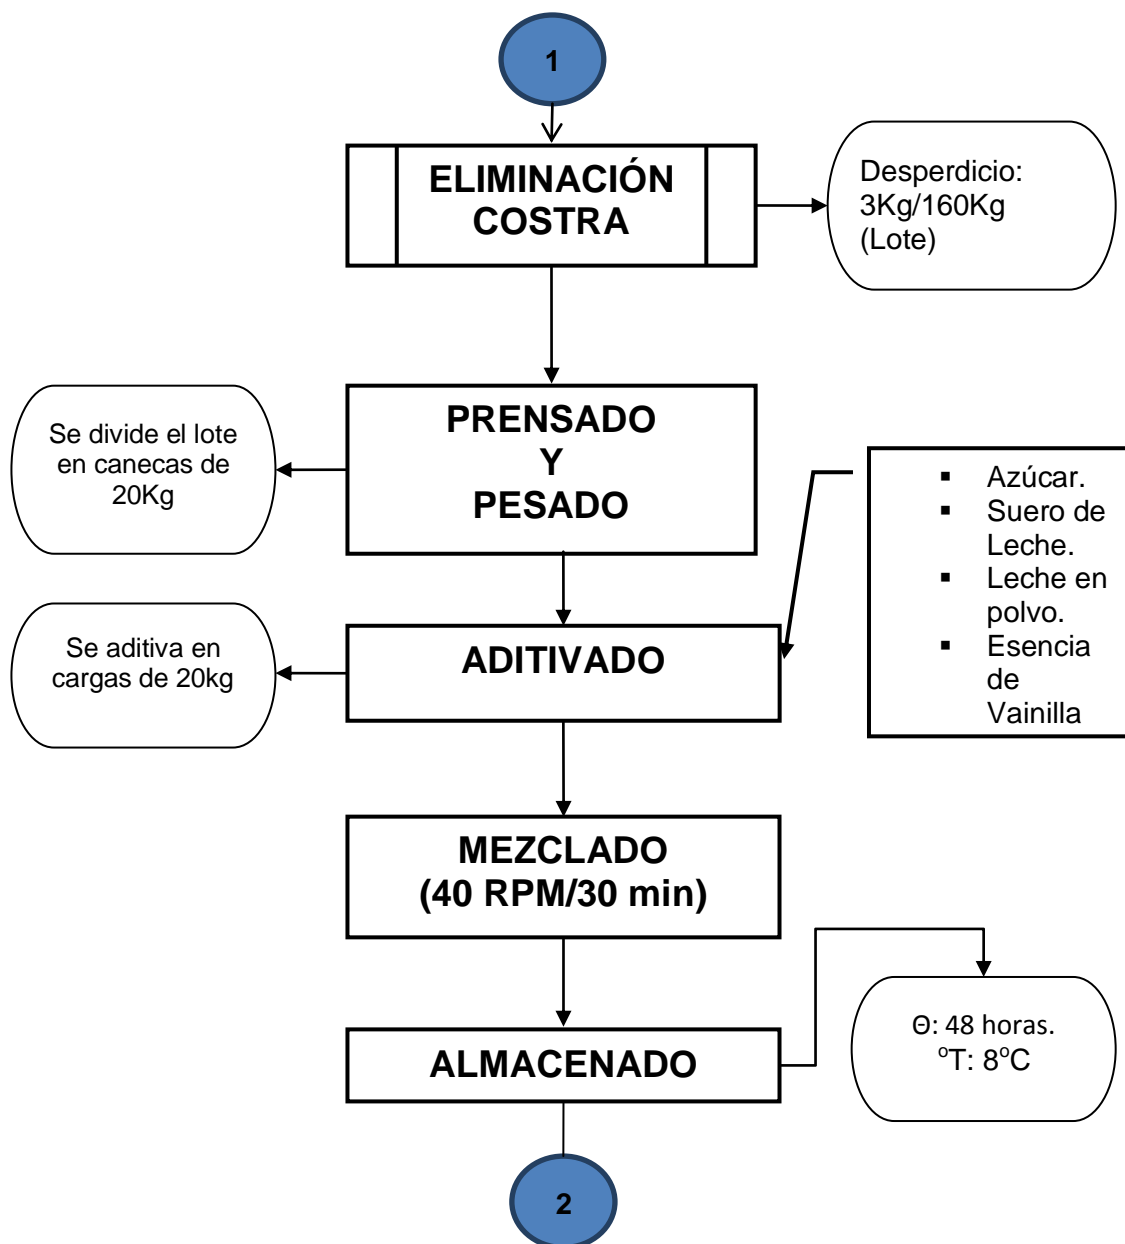 1
ELIMINACIÓN
COSTRA
Desperdicio:
3Kg/160Kg
(Lote)
PRENSADO
Y
PESADO
Se divide el lote
en canecas de
20Kg
▪ Azúcar.
▪ Suero de
Leche.
▪ Leche en
polvo.
▪ Esencia
de
Vainilla
ADITIVADO
Se aditiva en
cargas de 20kg
MEZCLADO
(40 RPM/30 min)
ALMACENADO
Θ: 48 horas.
ºT: 8ºC
2